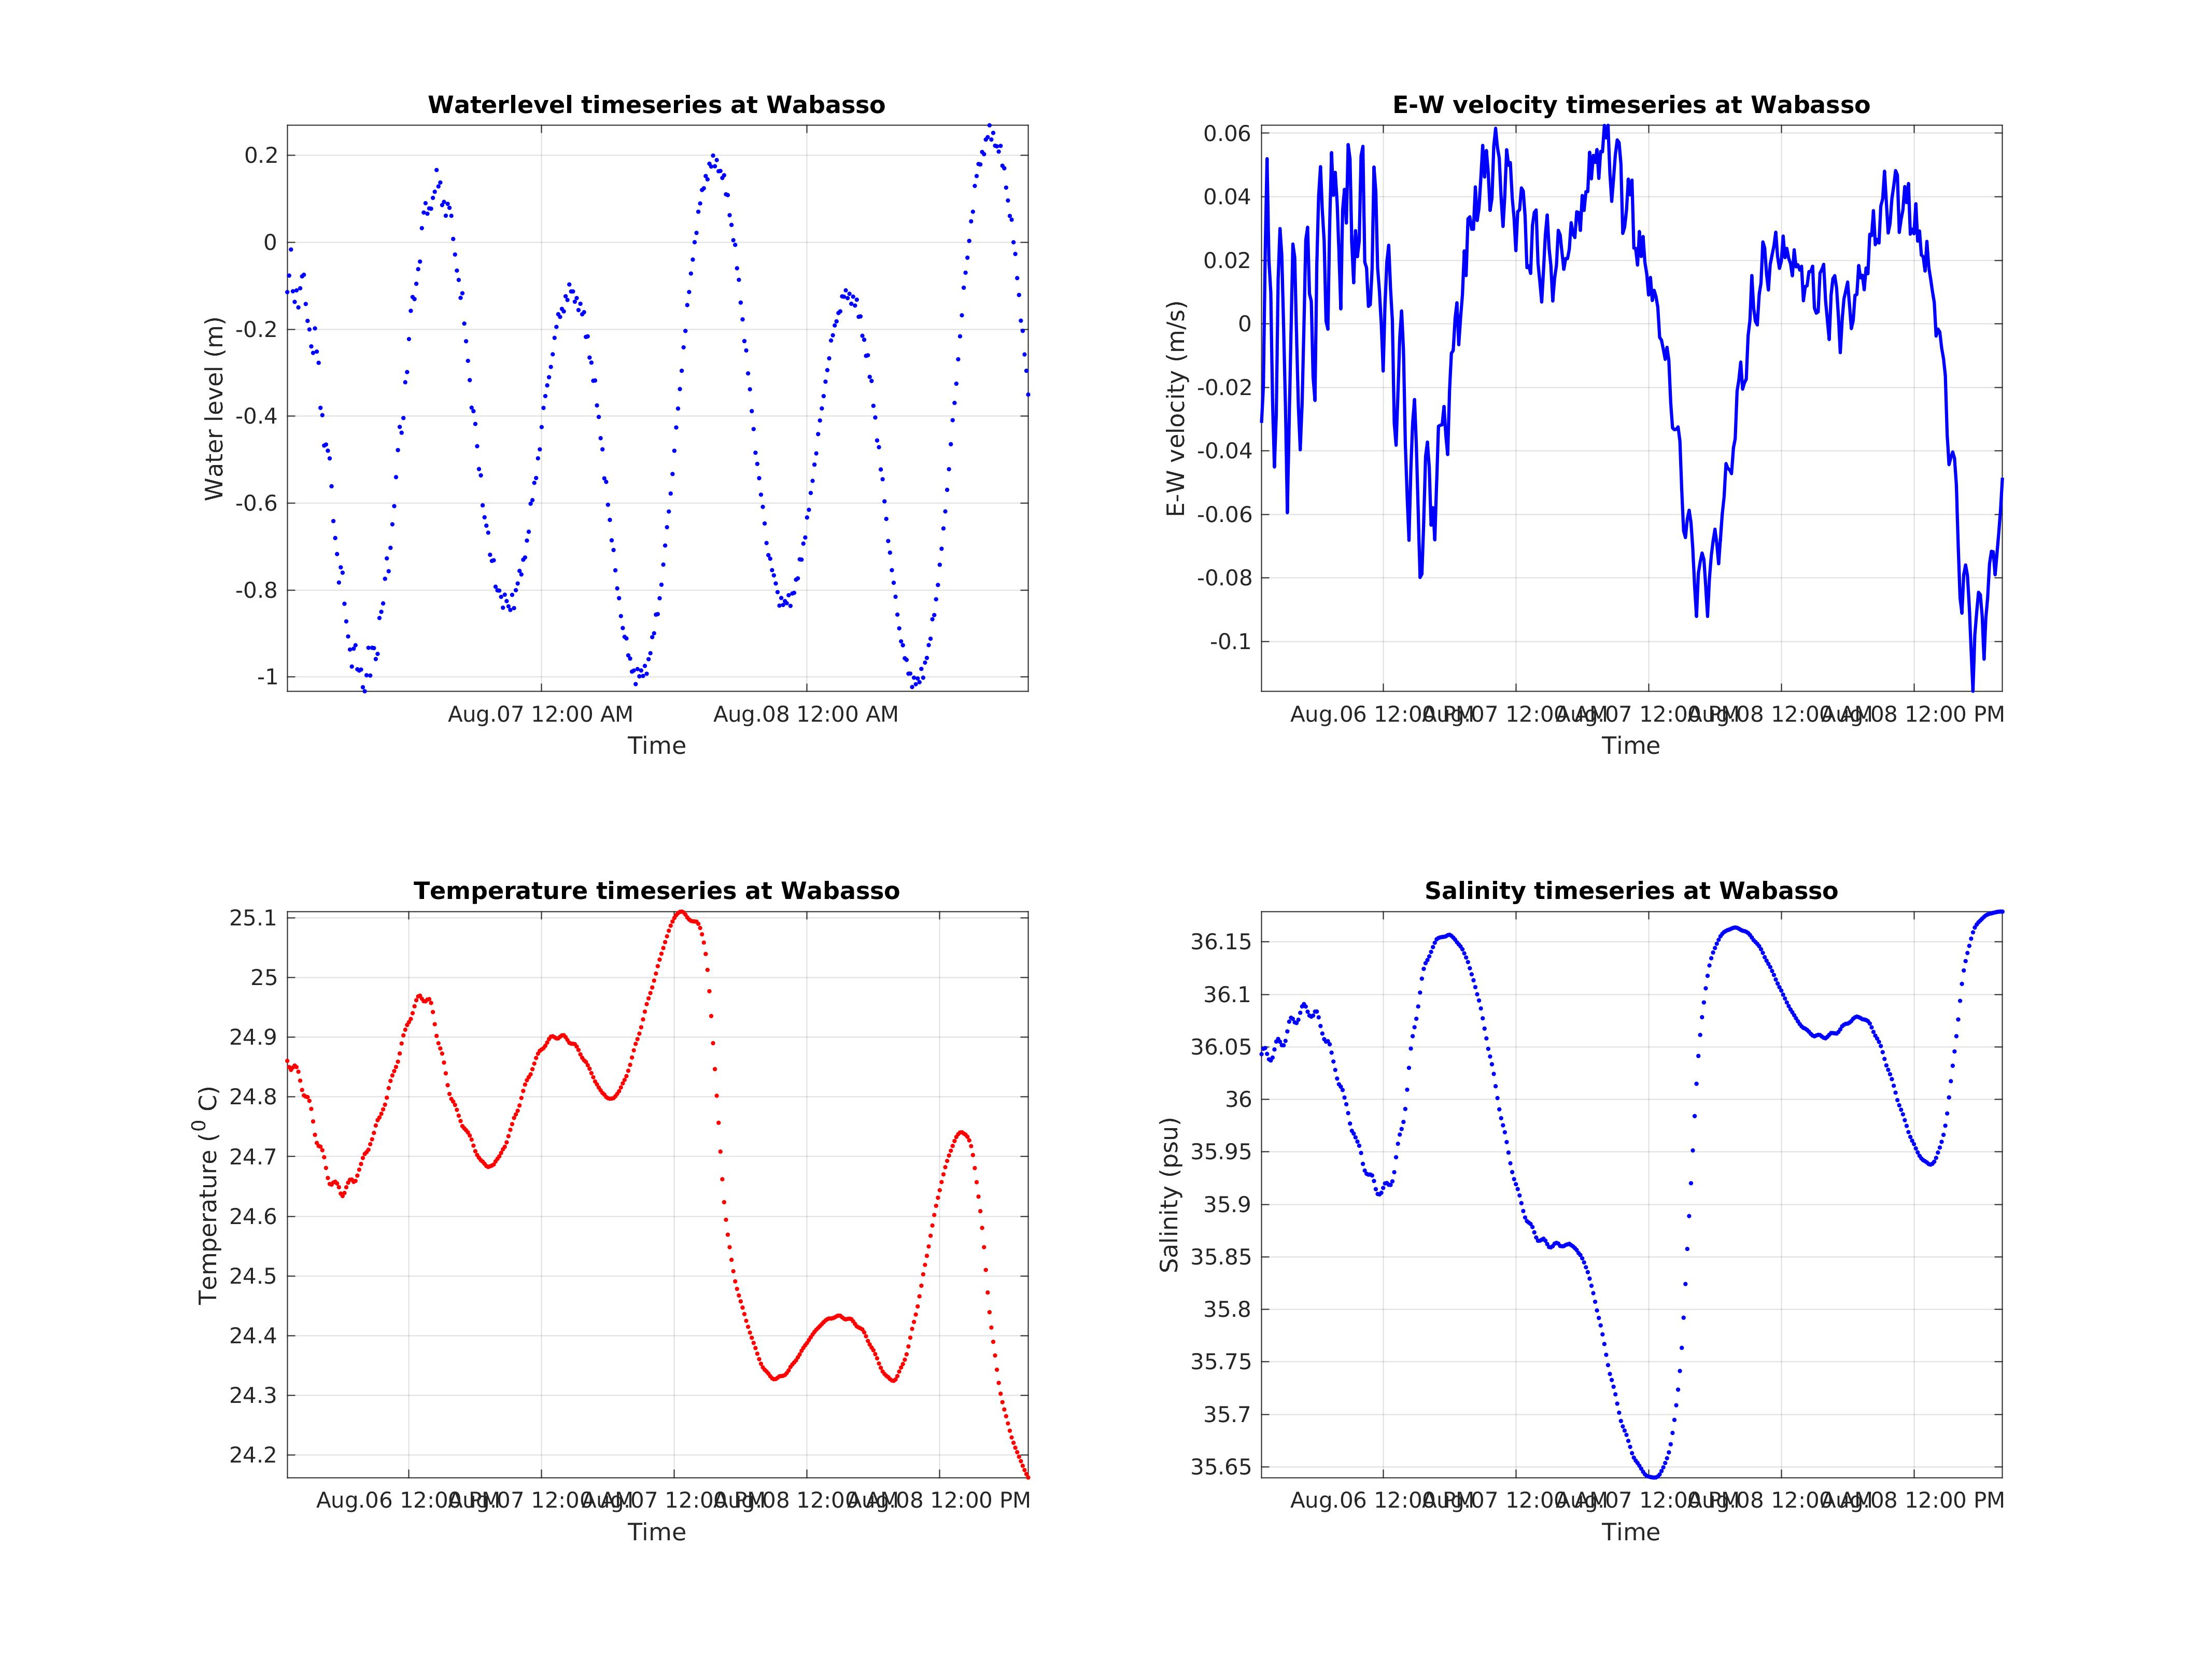 Waterlevel timeseries at Wabasso
0.2
0
-0.2
-0.4
-0.6
-0.8
-1
Water level (m)
Aug.07 12:00 AM
Aug.08 12:00 AM
Time
E-W velocity timeseries at Wabasso
0.06
0.04
0.02
0
-0.02
-0.04
-0.06
-0.08
-0.1
E-W velocity (m/s)
Aug.06 12:00 PM
Aug.07 12:00 AM
Aug.07 12:00 PM
Aug.08 12:00 AM
Aug.08 12:00 PM
Time
Temperature timeseries at Wabasso
25.1
25
24.9
24.8
24.7
24.6
24.5
24.4
24.3
24.2
Temperature (⁰ C)
Aug.06 12:00 PM
Aug.07 12:00 AM
Aug.07 12:00 PM
Aug.08 12:00 AM
Aug.08 12:00 PM
Time
Salinity timeseries at Wabasso
36.15
36.1
36.05
36
35.95
35.9
35.85
35.8
35.75
35.7
35.65
Salinity (psu)
Aug.06 12:00 PM
Aug.07 12:00 AM
Aug.07 12:00 PM
Aug.08 12:00 AM
Aug.08 12:00 PM
Time